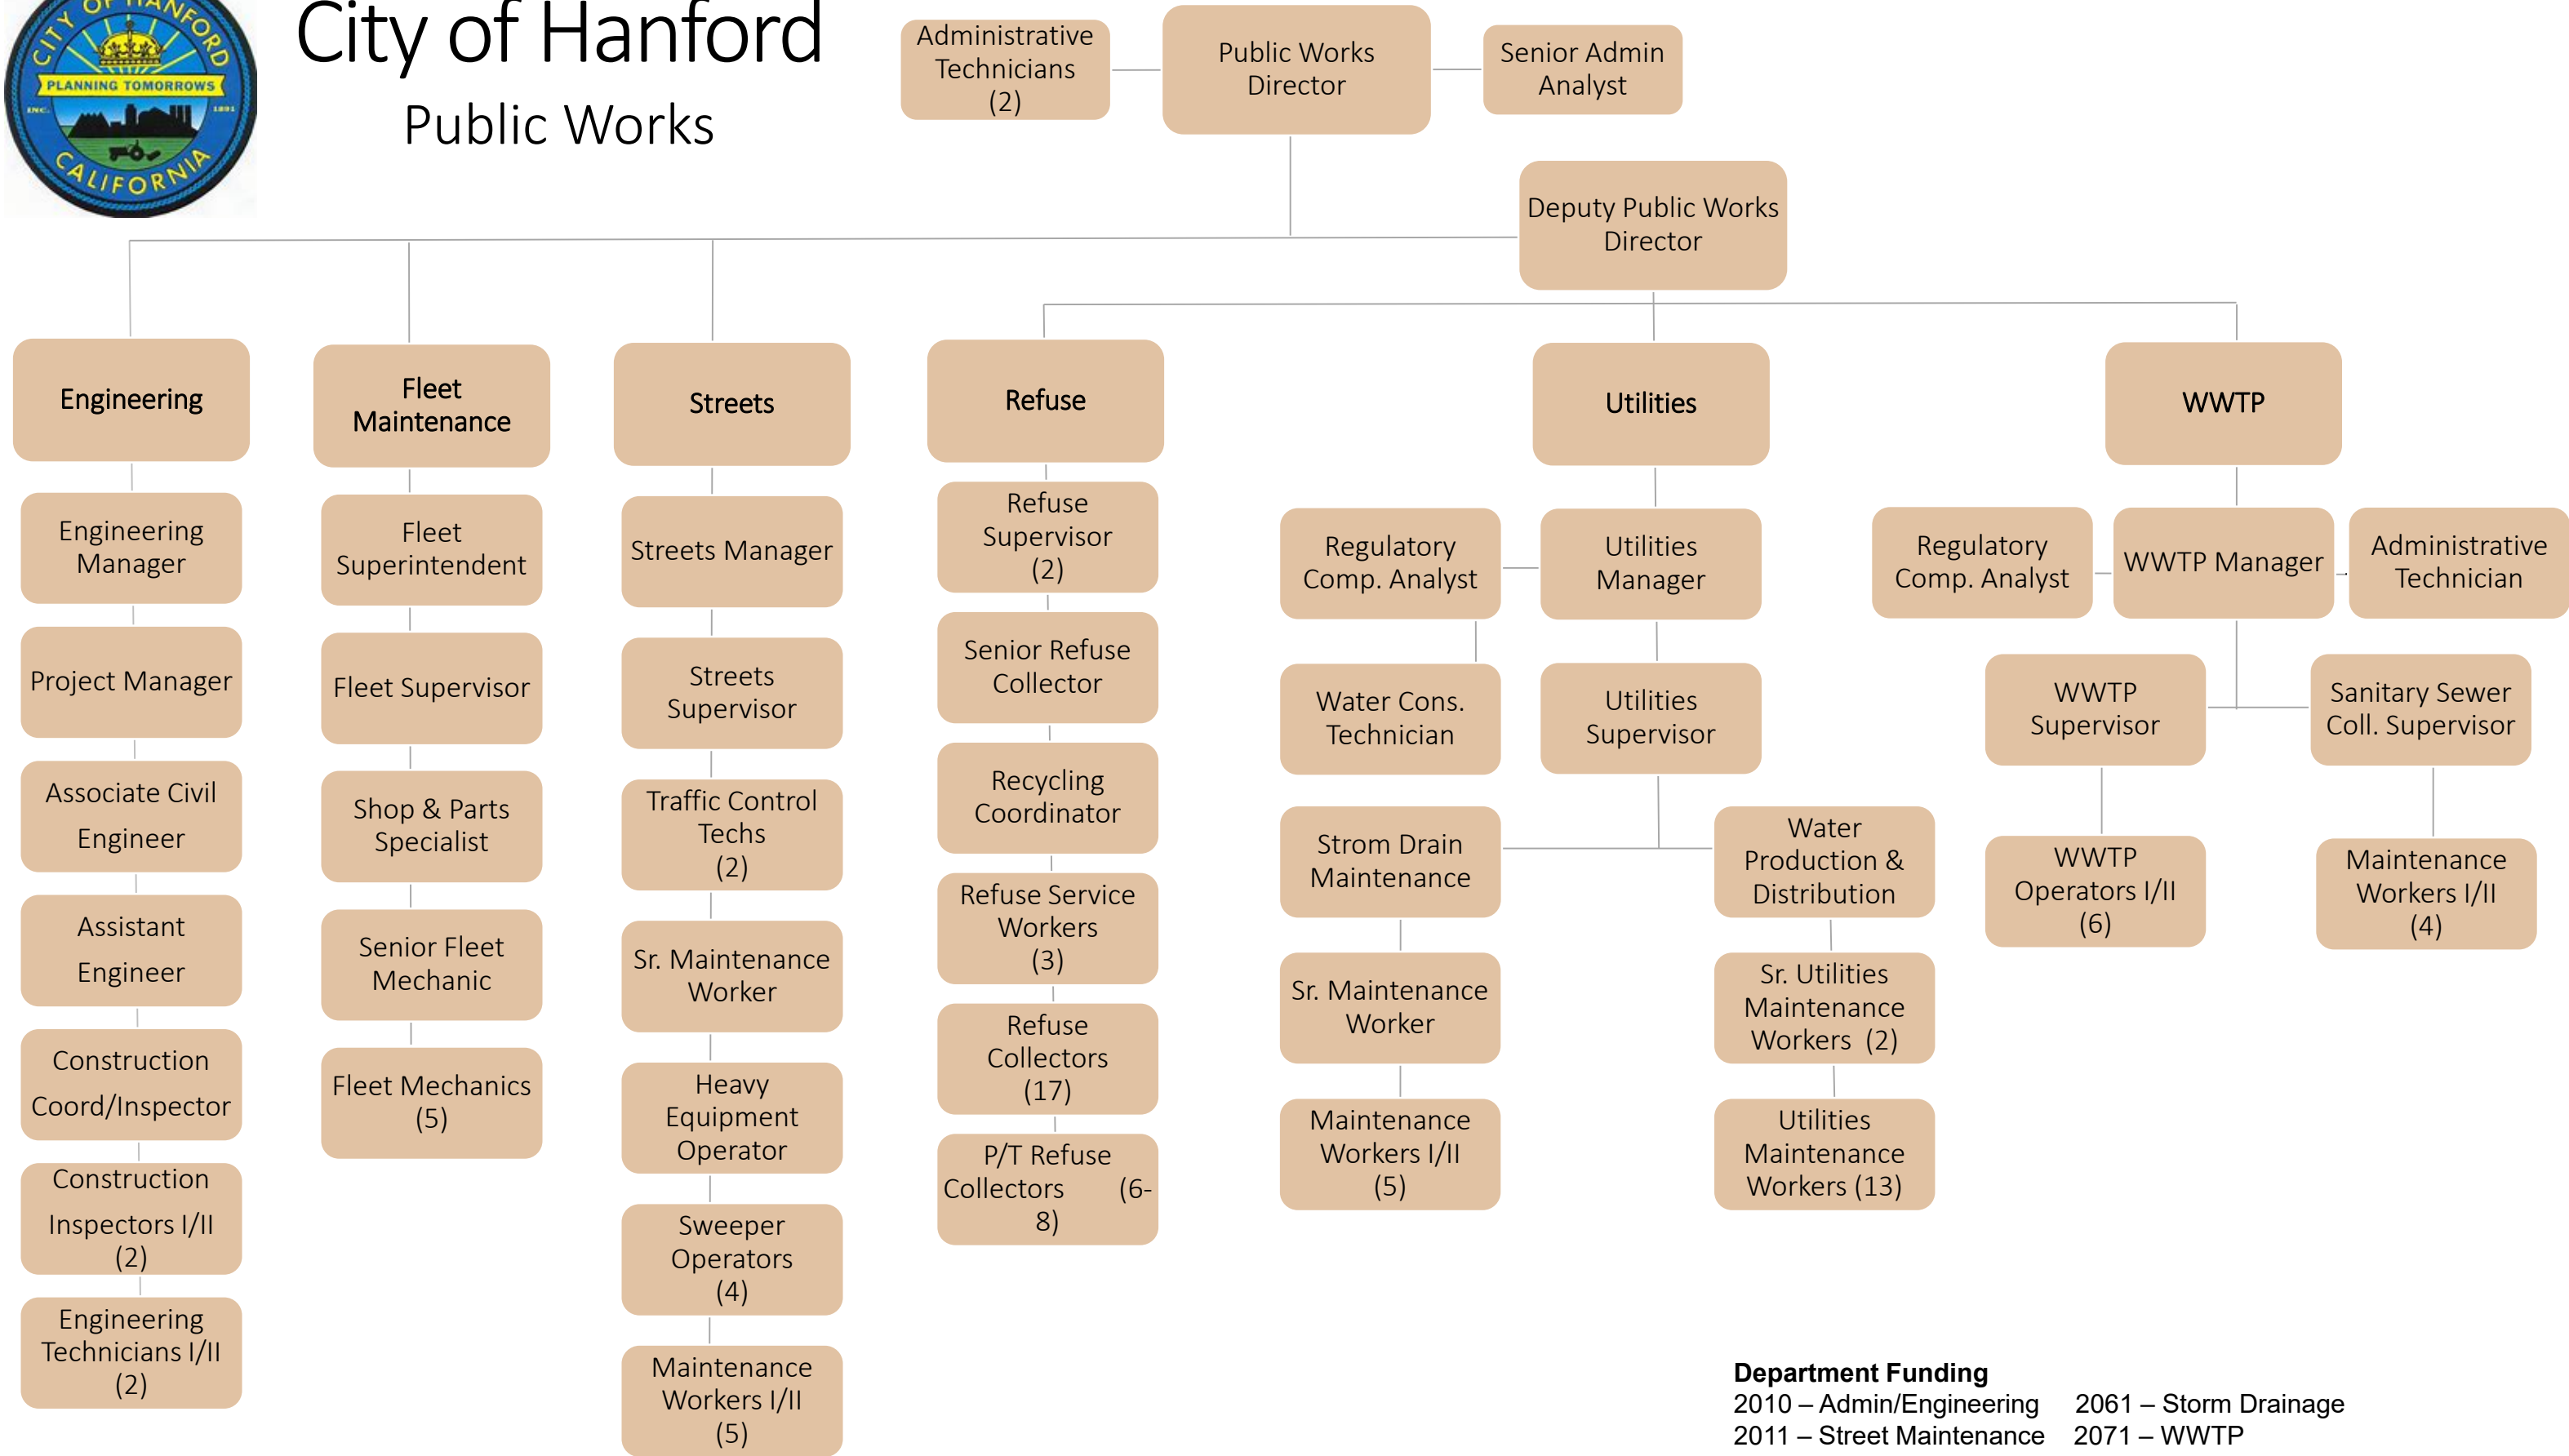 CITY OF HANFORD
PLANNING TOMORROWS
INC. 1891
CALIFORNIA
City of Hanford
Public Works
Administrative
Technicians
(2)
Public Works
Director
Senior Admin
Analyst
Deputy Public Works
Director
Engineering
Engineering
Manager
Project Manager
Associate Civil
Engineer
Assistant
Engineer
Construction
Coord/Inspector
Construction
Inspectors I/II
(2)
Engineering
Technicians I/II
(2)
Fleet
Maintenance
Fleet
Superintendent
Fleet Supervisor
Shop & Parts
Specialist
Senior Fleet
Mechanic
Fleet Mechanics
(5)
Streets
Streets Manager
Streets
Supervisor
Traffic Control
Techs
(2)
Sr. Maintenance
Worker
Heavy
Equipment
Operator
Sweeper
Operators
(4)
Maintenance
Workers I/II
(5)
Refuse
Refuse
Supervisor
(2)
Senior Refuse
Collector
Recycling
Coordinator
Refuse Service
Workers
(3)
Refuse
Collectors
(17)
P/T Refuse
Collectors (6-
8)
Utilities
Regulatory
Comp. Analyst
Utilities
Manager
Water Cons.
Technician
Utilities
Supervisor
Strom Drain
Maintenance
Sr. Maintenance
Worker
Maintenance
Workers I/II
(5)
Water
Production &
Distribution
Sr. Utilities
Maintenance
Workers (2)
Utilities
Maintenance
Workers (13)
WWTP
Regulatory
Comp. Analyst
WWTP Manager
Administrative
Technician
WWTP
Supervisor
Sanitary Sewer
Coll. Supervisor
WWTP
Operators I/II
(6)
Maintenance
Workers I/II
(4)
Department Funding
2010 – Admin/Engineering 2061 – Storm Drainage
2011 – Street Maintenance 2071 – WWTP